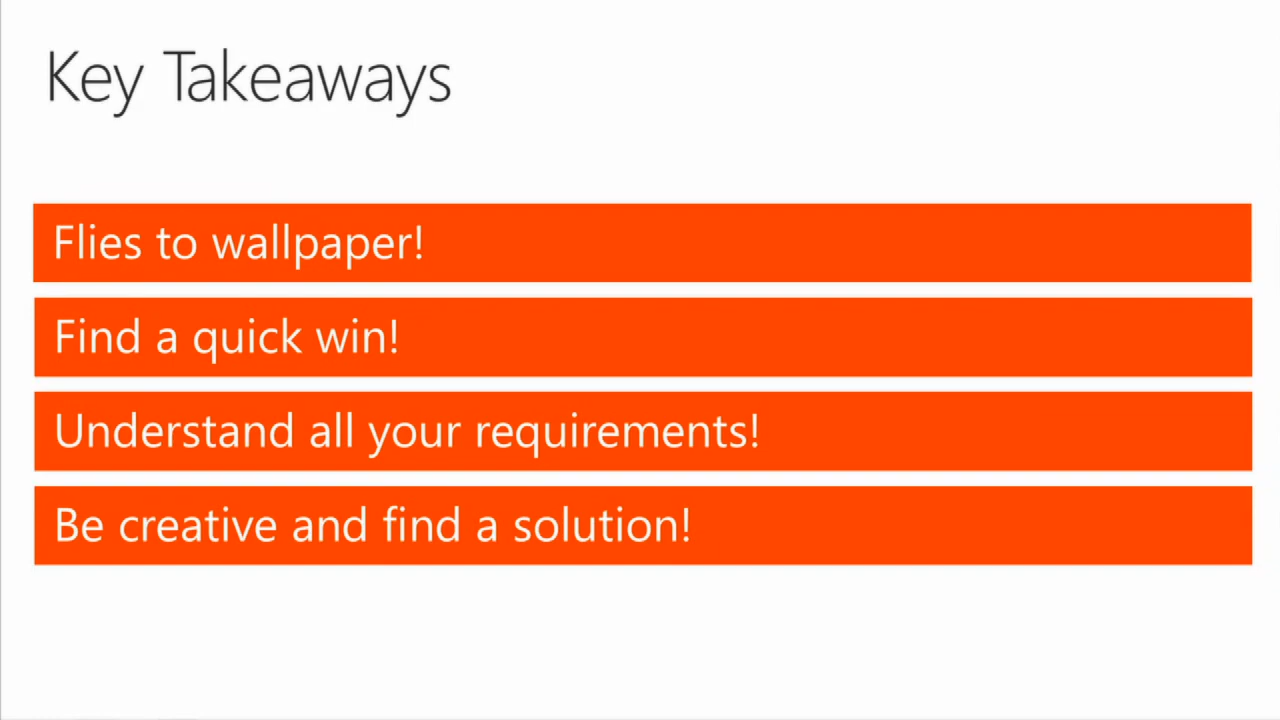 Key Takeaways
Flies to wallpaper!
Find a quick win!
Understand all your requirements!
Be creative and find a solution!